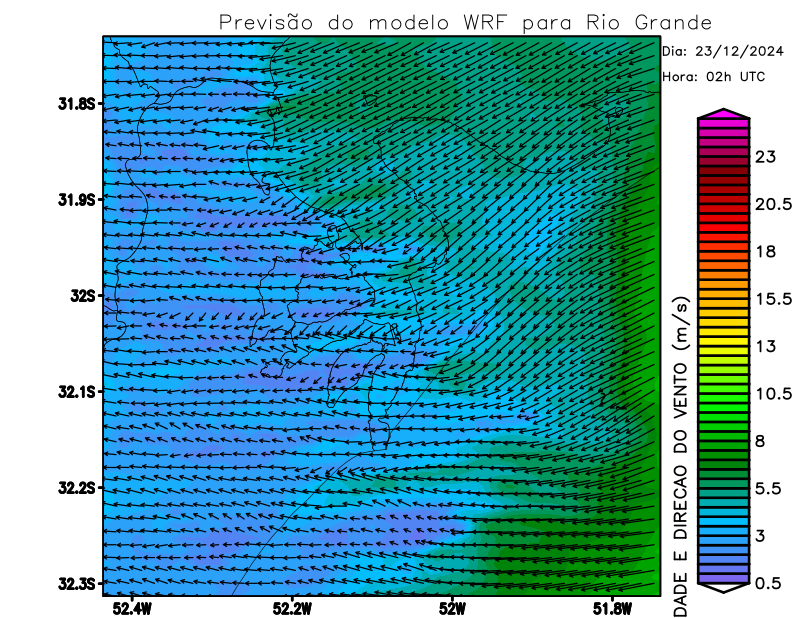 Previsão do modelo WRF para Rio Grande
Dia: 23/12/2024
Hora: 02h UTC
31.8S
31.9S
32S
32.1S
32.2S
32.3S
52.4W
52.2W
52W
51.8W
23
20.5
18
15.5
13
10.5
8
5.5
3
0.5
DADE E DIRECAO DO VENTO (m/s)